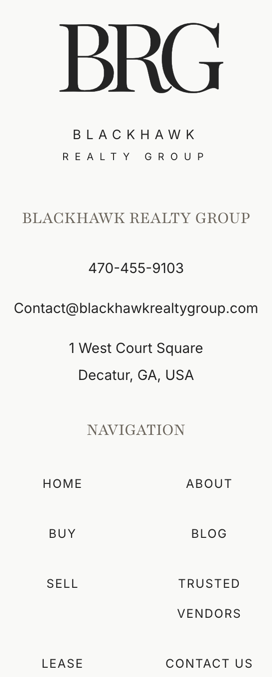 BRG
BLACKHAWK
REALTY GROUP
BLACKHAWK REALTY GROUP
470-455-9103
Contact@blackhawkrealtygroup.com
1 West Court Square
Decatur, GA, USA
NAVIGATION
HOME
ABOUT
BUY
BLOG
SELL
TRUSTED
VENDORS
LEASE
CONTACT US